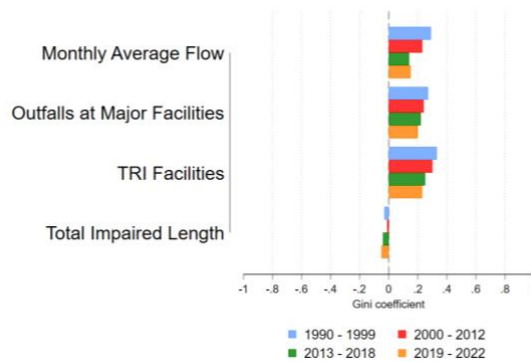 Monthly Average Flow
Outfalls at Major Facilities
TRI Facilities
Total Impaired Length
-1 -.8 -.6 -.4 -.2 0 .2 .4 .6 .8 1
Gini coefficient
1990 - 1999 2000 - 2012
2013 - 2018 2019 - 2022